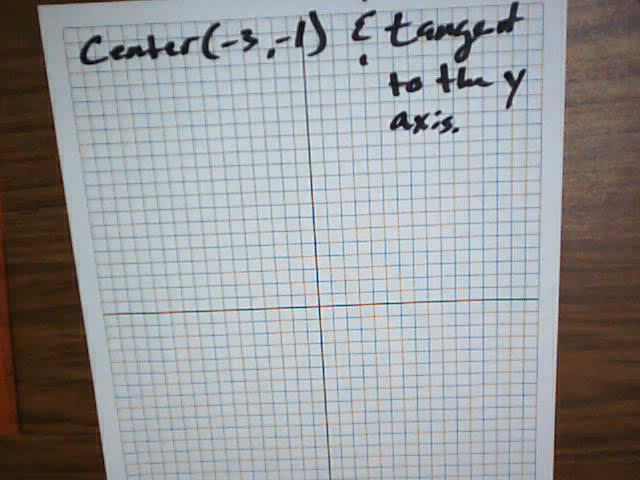 Center (-3, -1) & tangent
to the y
axis.